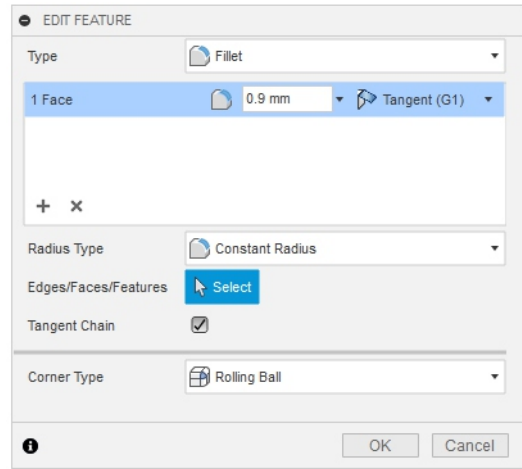 EDIT FEATURE
Type Fillet
1 Face 0.9 mm Tangent (G1)
Radius Type Constant Radius
Edges/Faces/Features Select
Tangent Chain
Corner Type Rolling Ball
OK Cancel